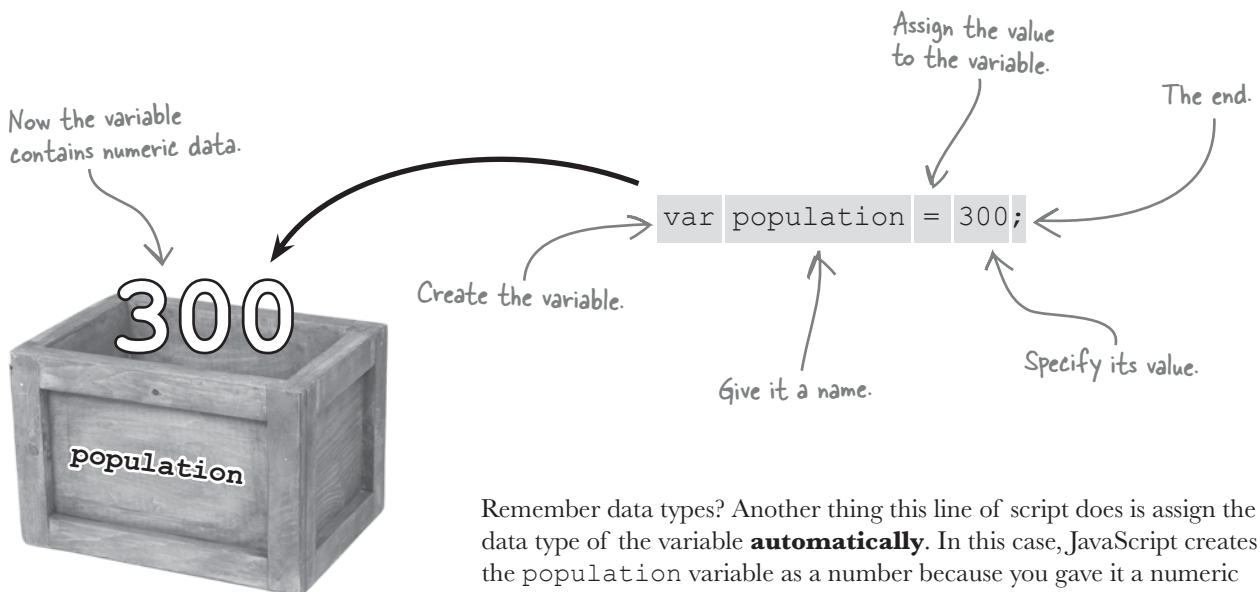 Assign the value
to the variable.
The end.
Now the variable
contains numeric data.
var population = 300;
Create the variable.
300
Give it a name.
Specify its value.
population
Remember data types? Another thing this line of script does is assign the
data type of the variable automatically. In this case, JavaScript creates
the population variable as a number because you gave it a numeric